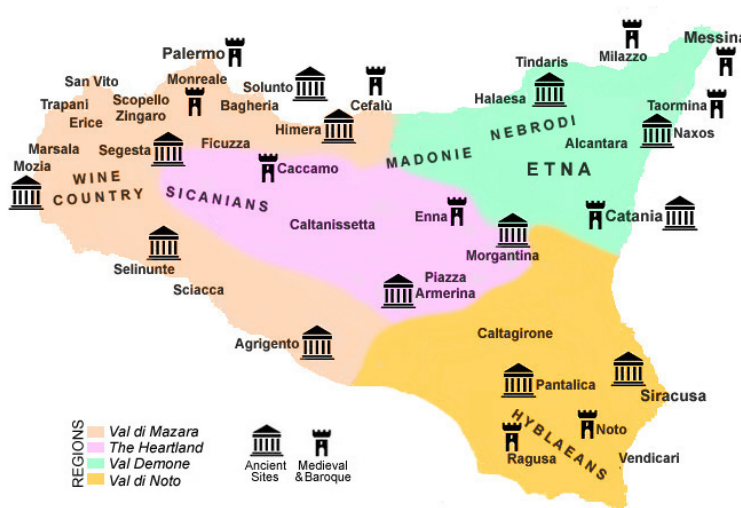 Messina
Palermo
Milazzo
Tindaris
San Vito
Monreale
Solunto
Scopello
Zingaro
Bagheria
Cefalù
Halaesa
Taormina
Trapani
Erice
Himera
NEBRODI
Naxos
Marsala
Segesta
Ficuzza
Alcantara
Mozia
MADONIE
ETNA
Caccamo
WINE
COUNTRY
SICANIANS
Caltanissetta
Enna
Catania
Morgantina
Selinunte
Sciacca
Piazza
Armerina
Agrigento
Caltagirone
Pantalica
Siracusa
HYBLAEANS
Noto
Ragusa
Vendicari
REGIONS
Val di Mazara
The Heartland
Val Demone
Val di Noto
Ancient
Sites
Medieval
& Baroque